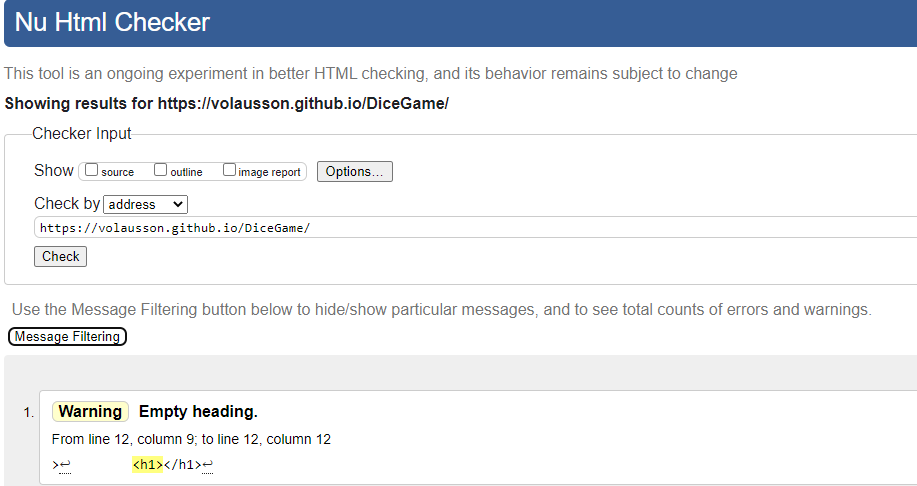 Nu Html Checker
This tool is an ongoing experiment in better HTML checking, and its behavior remains subject to change
Showing results for https://volausson.github.io/DiceGame/
Checker Input
Show source outline image report Options...
Check by address
https://volausson.github.io/DiceGame/
Check
Use the Message Filtering button below to hide/show particular messages, and to see total counts of errors and warnings.
Message Filtering
1. Warning Empty heading.
From line 12, column 9; to line 12, column 12
>↩ <h1></h1>↩